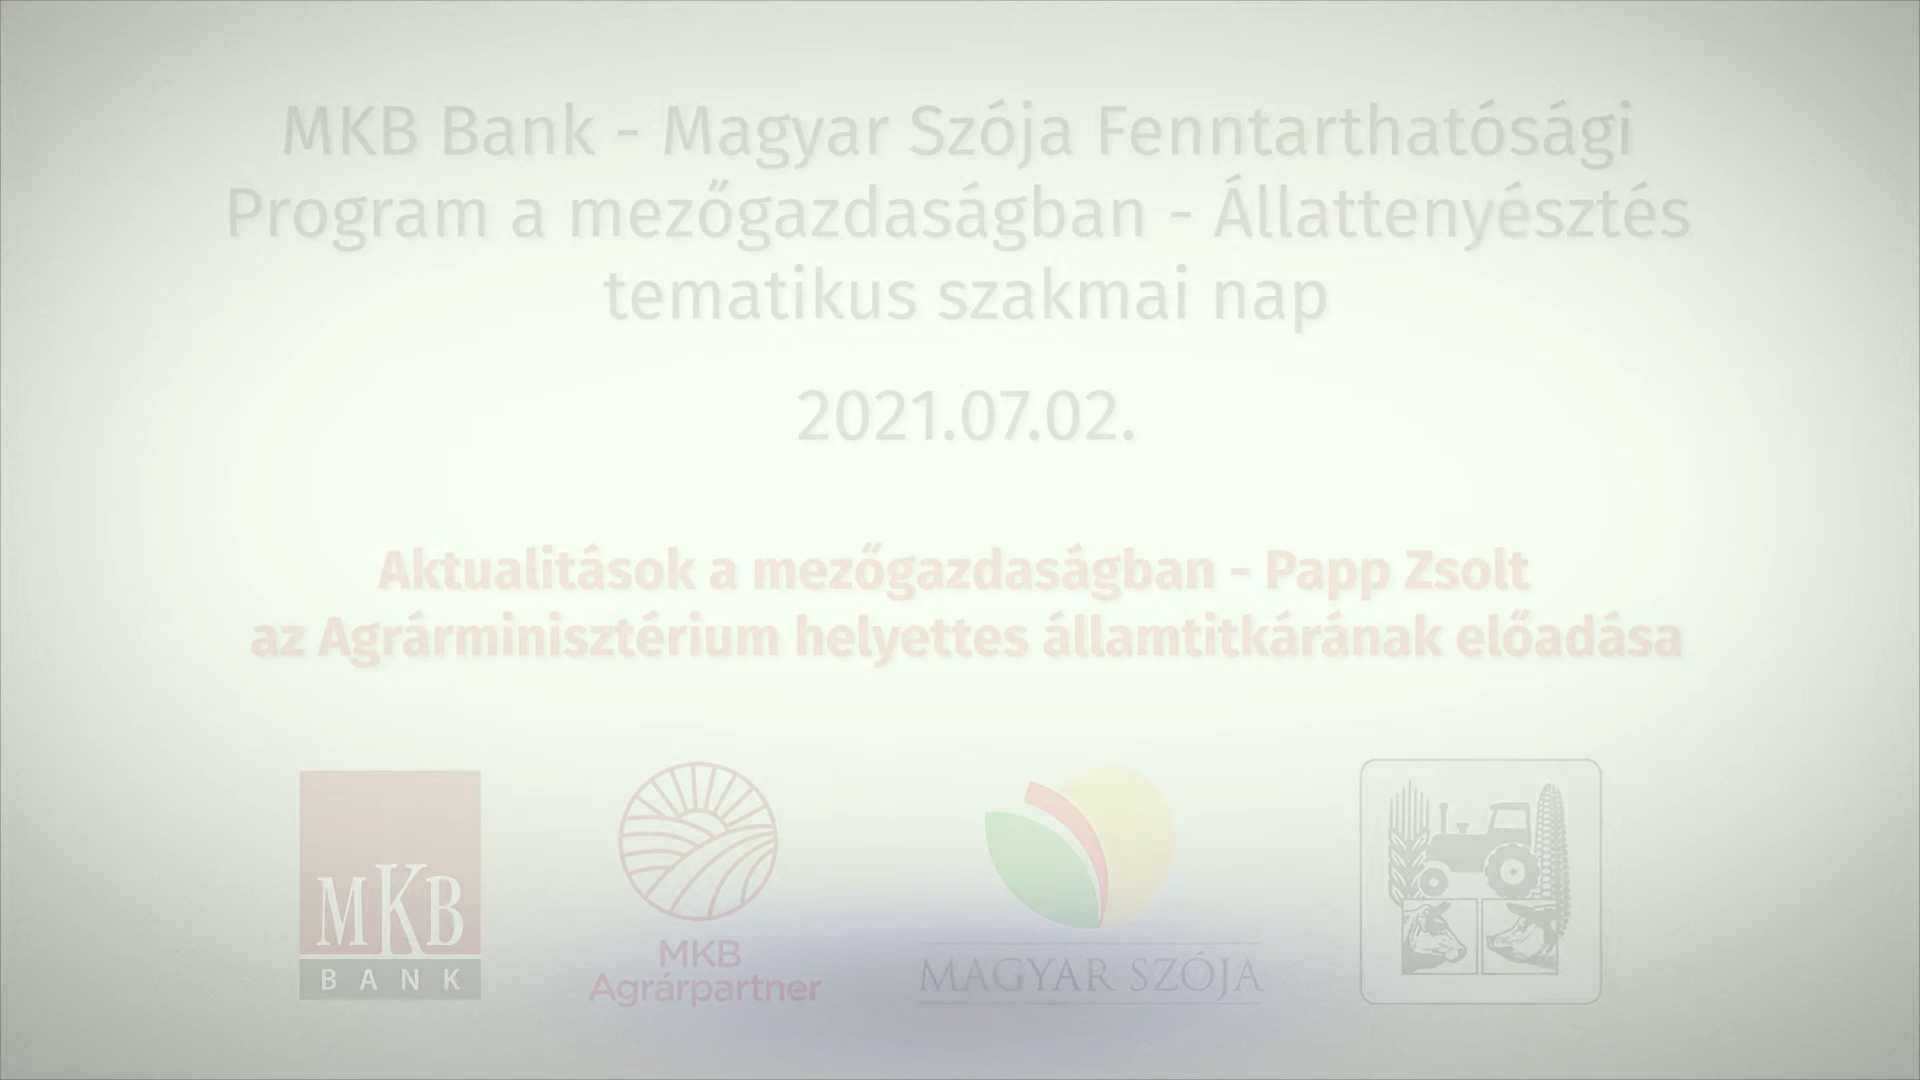 MKB Bank - Magyar Szója Fenntarthatósági
Program a mezőgazdaságban - Állattenyésztés
tematikus szakmai nap
2021.07.02.
Aktualitások a mezőgazdaságban - Papp Zsolt
az Agrárminisztérium helyettes államtitkárának előadása
MKB
BANK
MKB
Agrárpartner
MAGYAR SZÓJA